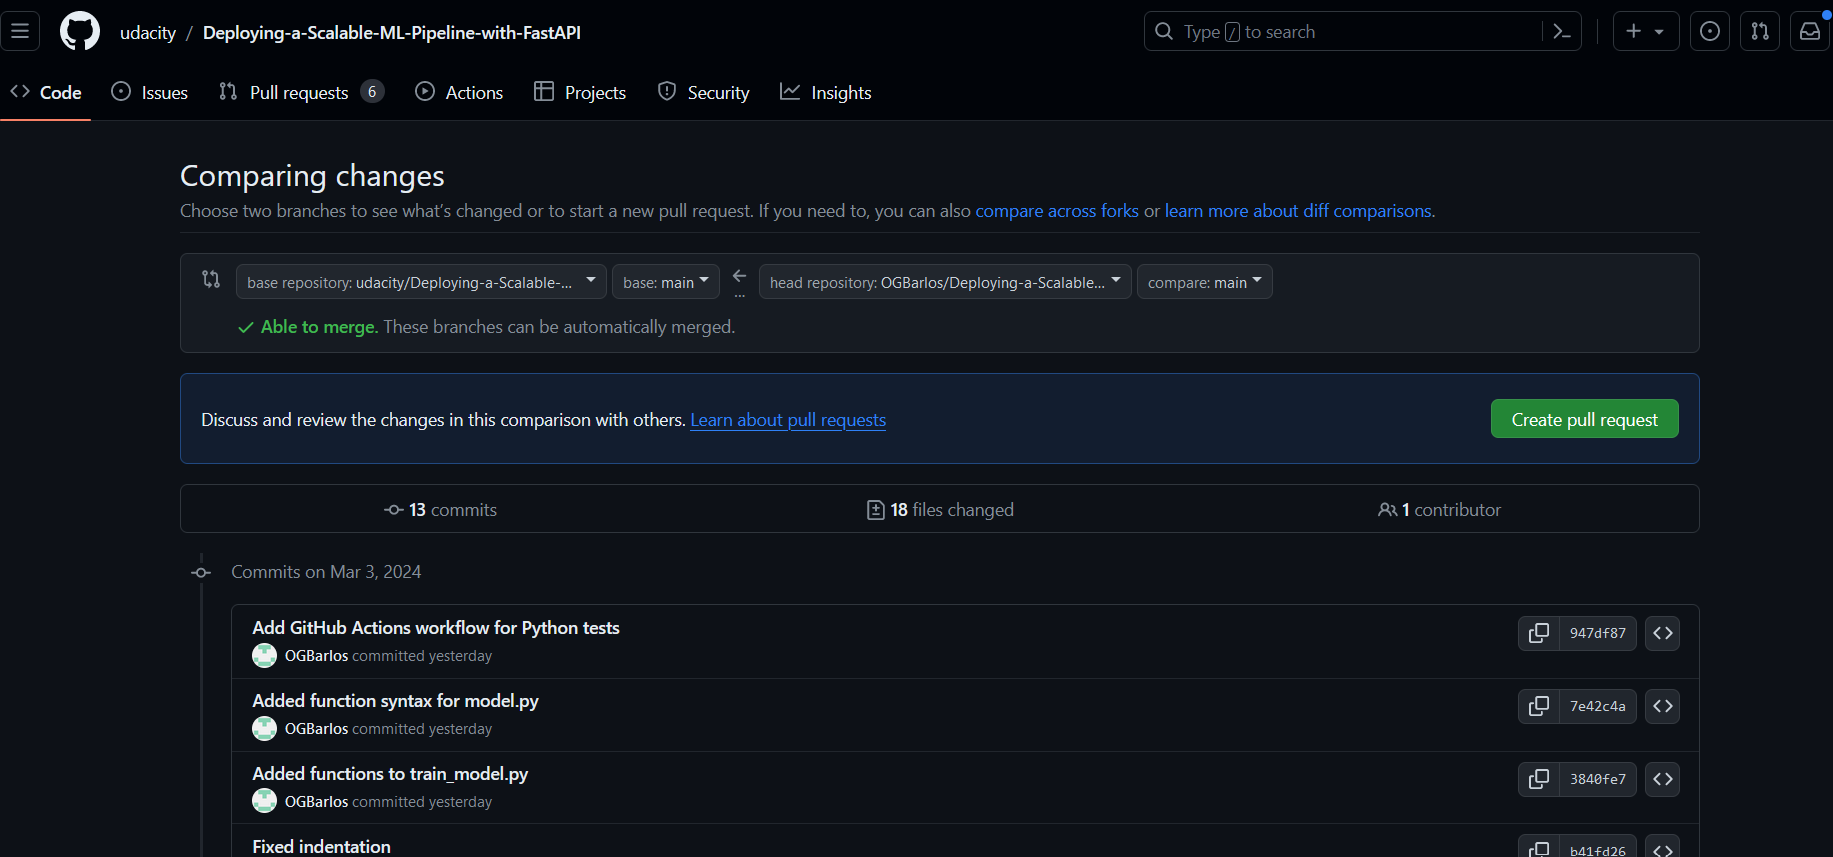 udacity / Deploying-a-Scalable-ML-Pipeline-with-FastAPI
Type / to search
Code Issues Pull requests 6 Actions Projects Security Insights
Comparing changes
Choose two branches to see what's changed or to start a new pull request. If you need to, you can also compare across forks or learn more about diff comparisons.
base repository: udacity/Deploying-a-Scalable-... base: main ... head repository: OGBarlos/Deploying-a-Scalable... compare: main
Able to merge. These branches can be automatically merged.
Discuss and review the changes in this comparison with others. Learn about pull requests
Create pull request
13 commits 18 files changed 1 contributor
Commits on Mar 3, 2024
Add GitHub Actions workflow for Python tests
OGBarlos committed yesterday
947df87
Added function syntax for model.py
OGBarlos committed yesterday
7e42c4a
Added functions to train_model.py
OGBarlos committed yesterday
3840fe7
Fixed indentation
b41fd26